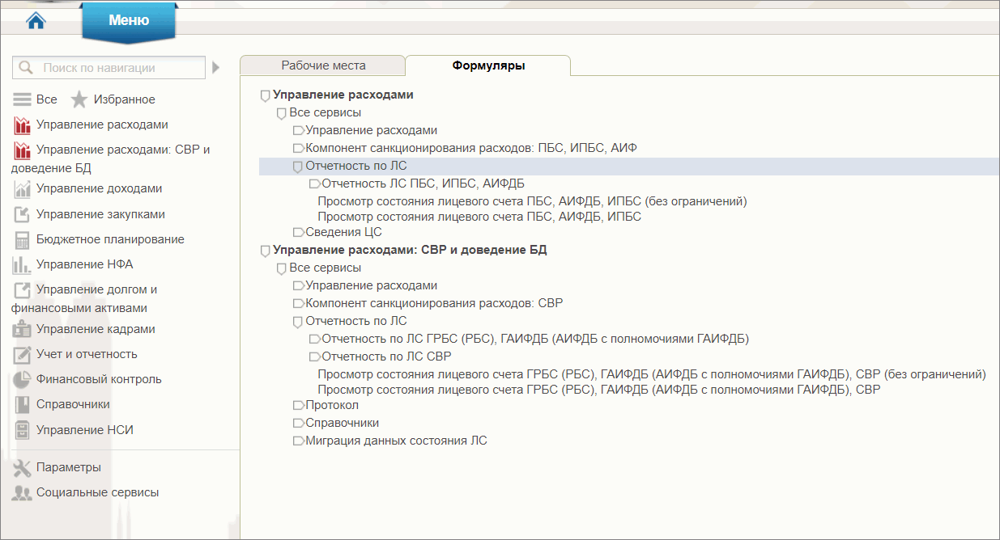 Меню
Поиск по навигации
Все Избранное
Управление расходами
Управление расходами: СВР и
доведение БД
Управление доходами
Управление закупками
Бюджетное планирование
Управление НФА
Управление долгом и
финансовыми активами
Управление кадрами
Учет и отчетность
Финансовый контроль
Справочники
Управление НСИ
Параметры
Социальные сервисы
Рабочие места Формуляры
Управление расходами
Все сервисы
Управление расходами
Компонент санкционирования расходов: ПБС, ИПБС, АИФ
Отчетность по ЛС
Отчетность ЛС ПБС, ИПБС, АИФДБ
Просмотр состояния лицевого счета ПБС, АИФДБ, ИПБС (без ограничений)
Просмотр состояния лицевого счета ПБС, АИФДБ, ИПБС
Сведения ЦС
Управление расходами: СВР и доведение БД
Все сервисы
Управление расходами
Компонент санкционирования расходов: СВР
Отчетность по ЛС
Отчетность по ЛС ГРБС (РБС), ГАИФДБ (АИФДБ с полномочиями ГАИФДБ)
Отчетность по ЛС СВР
Просмотр состояния лицевого счета ГРБС (РБС), ГАИФДБ (АИФДБ с полномочиями ГАИФДБ), СВР (без ограничений)
Просмотр состояния лицевого счета ГРБС (РБС), ГАИФДБ (АИФДБ с полномочиями ГАИФДБ), СВР
Протокол
Справочники
Миграция данных состояния ЛС